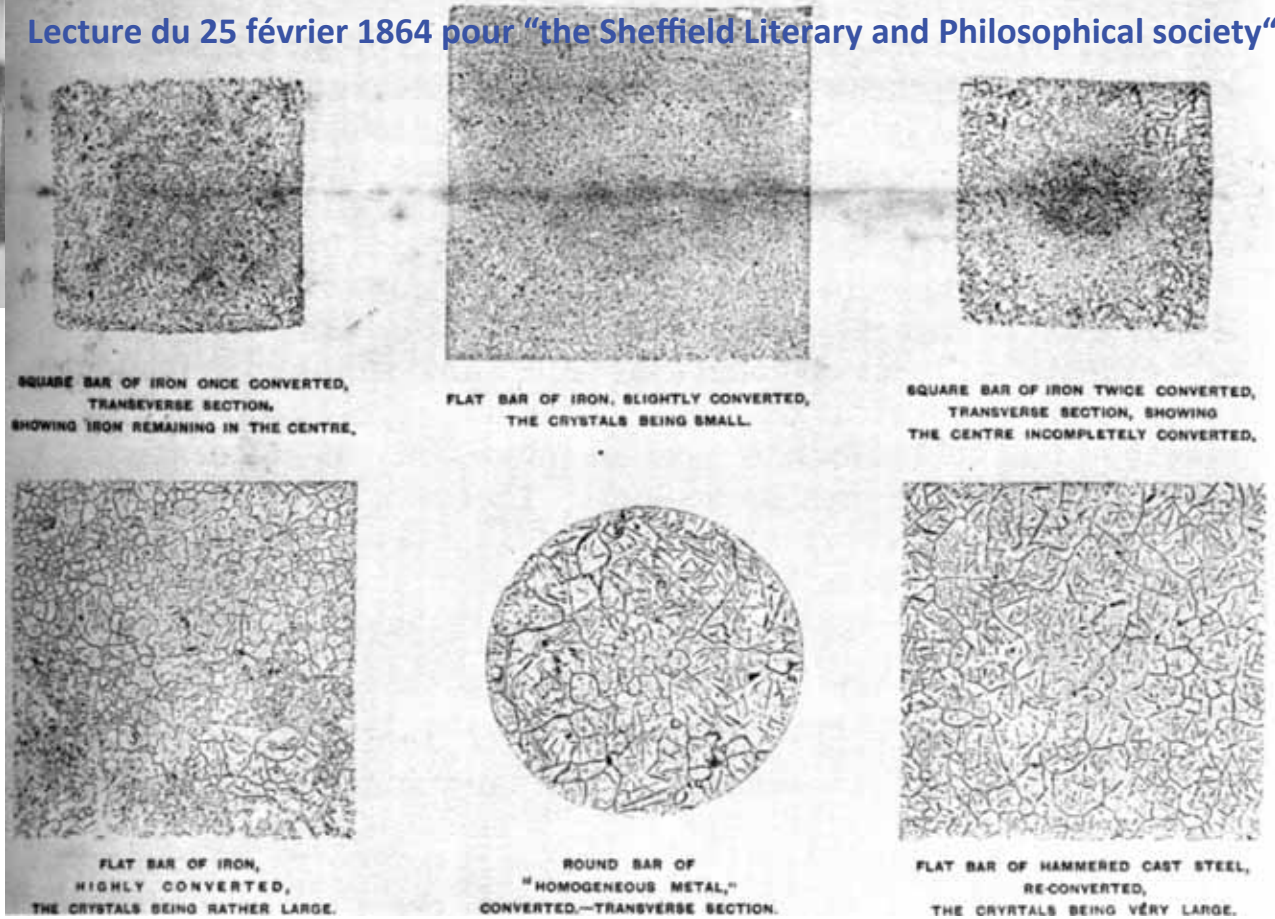 Lecture du 25 février 1864 pour “the Sheffield Literary and Philosophical society“
SQUARE BAR OF IRON ONCE CONVERTED,
TRANSEVERSE SECTION,
SHOWING IRON REMAINING IN THE CENTRE,
FLAT BAR OF IRON, SLIGHTLY CONVERTED,
THE CRYSTALS BEING SMALL.
SQUARE BAR OF IRON TWICE CONVERTED,
TRANSVERSE SECTION, SHOWING
THE CENTRE INCOMPLETELY CONVERTED,
FLAT BAR OF IRON,
HIGHLY CONVERTED,
THE CRYSTALS BEING RATHER LARGE.
ROUND BAR OF
"HOMOGENEOUS METAL,"
CONVERTED.—TRANSVERSE SECTION.
FLAT BAR OF HAMMERED CAST STEEL,
RE-CONVERTED,
THE CRYRTALS BEING VERY LARGE.